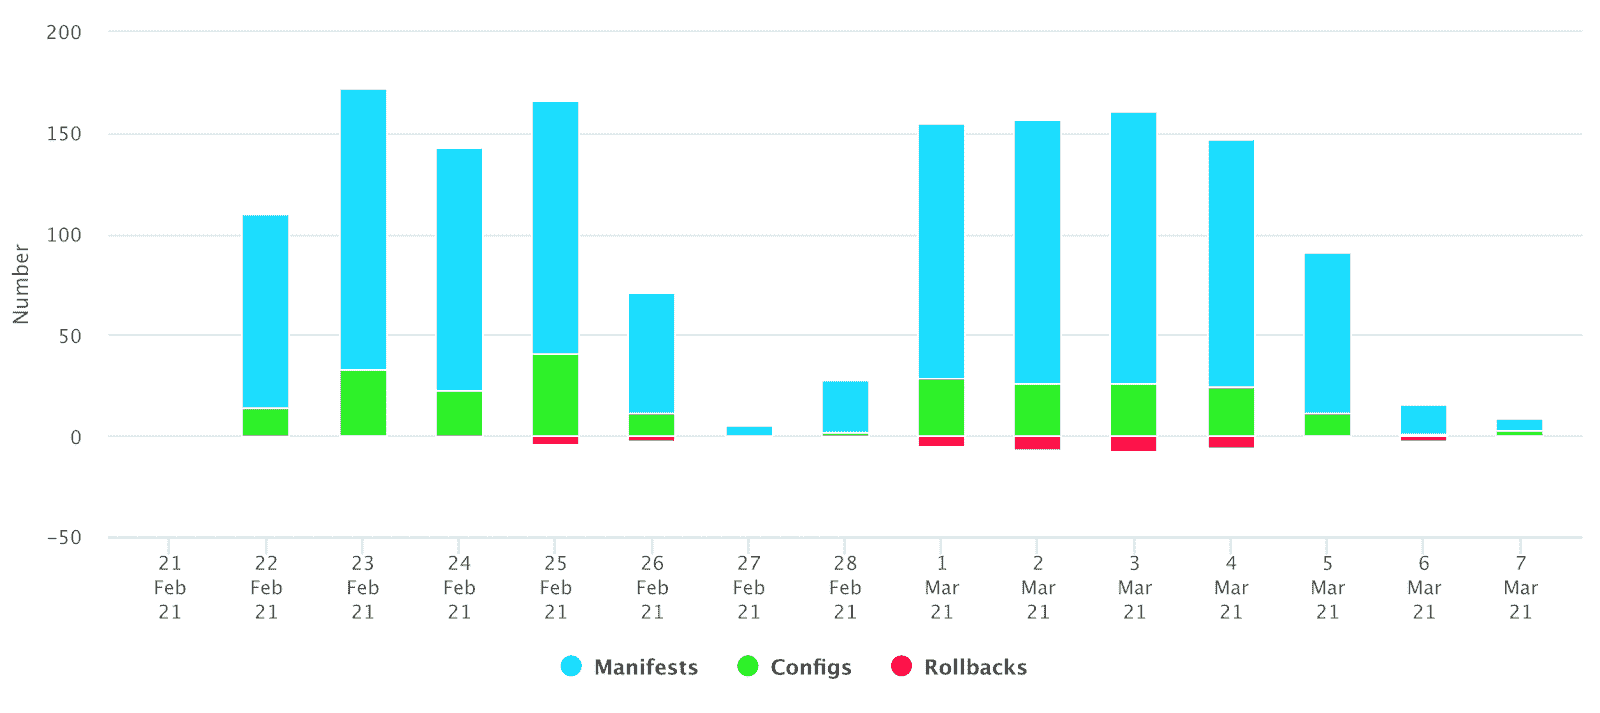 200
150
100
50
0
−50
Number
21 Feb 21
22 Feb 21
23 Feb 21
24 Feb 21
25 Feb 21
26 Feb 21
27 Feb 21
28 Feb 21
1 Mar 21
2 Mar 21
3 Mar 21
4 Mar 21
5 Mar 21
6 Mar 21
7 Mar 21
Manifests Configs Rollbacks